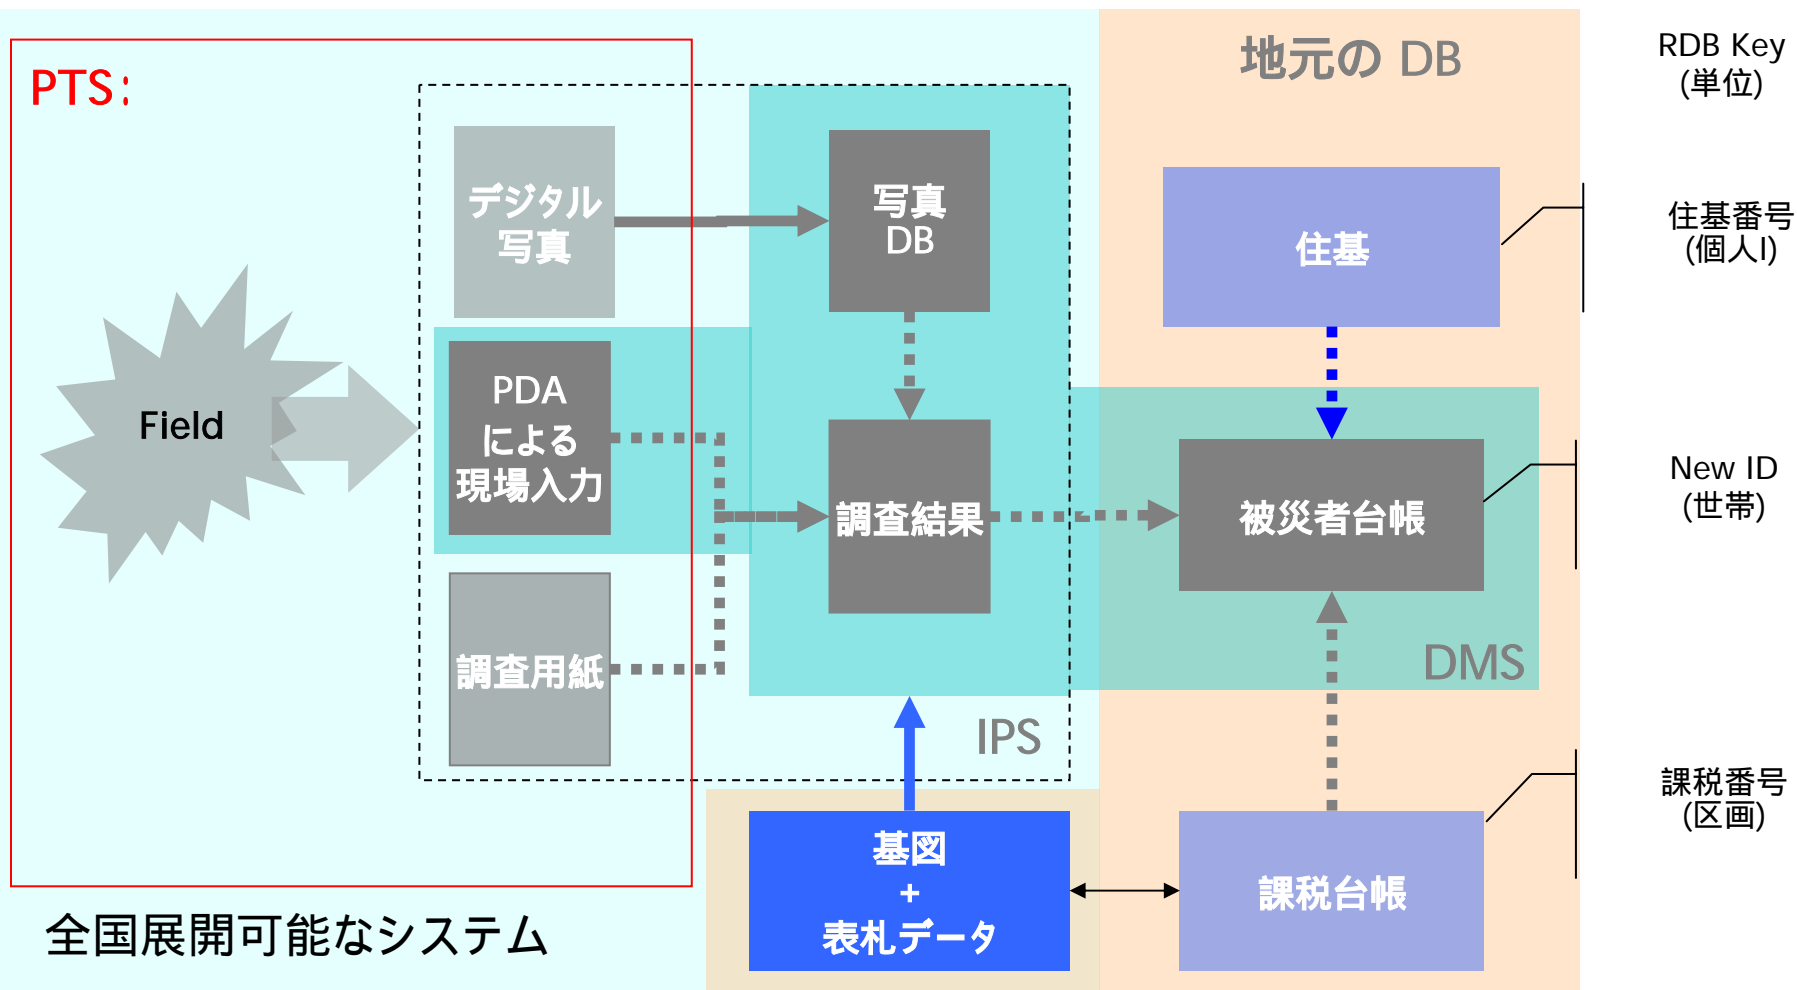 PTS:
地元の DB
RDB Key
(単位)
デジタル
写真
写真
DB
住基
住基番号
(個人I)
Field
PDA
による
現場入力
調査結果
被災者台帳
New ID
(世帯)
調査用紙
DMS
IPS
基図
+
表札データ
課税台帳
課税番号
(区画)
全国展開可能なシステム